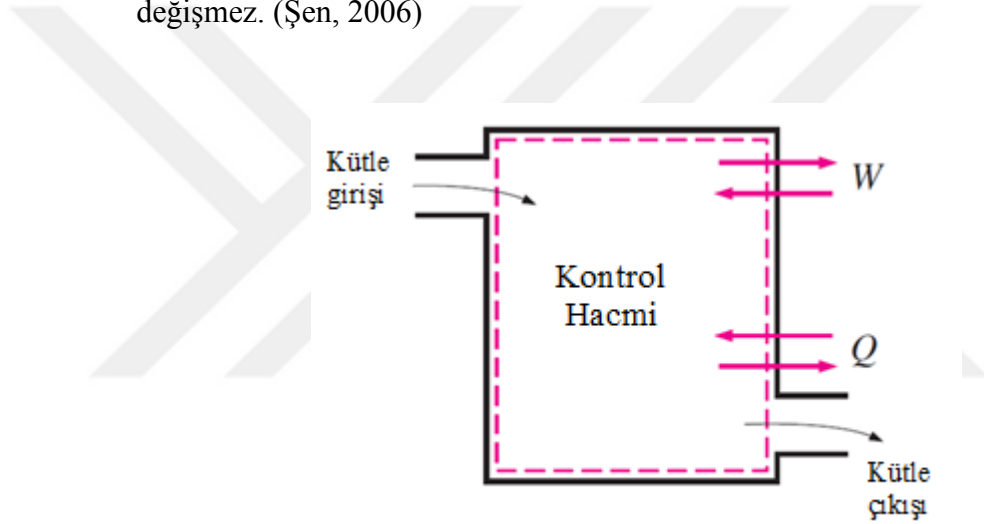 değişmez. (Şen, 2006)
Kütle
girişi
W
Kontrol
Hacmi
Q
Kütle
çıkışı